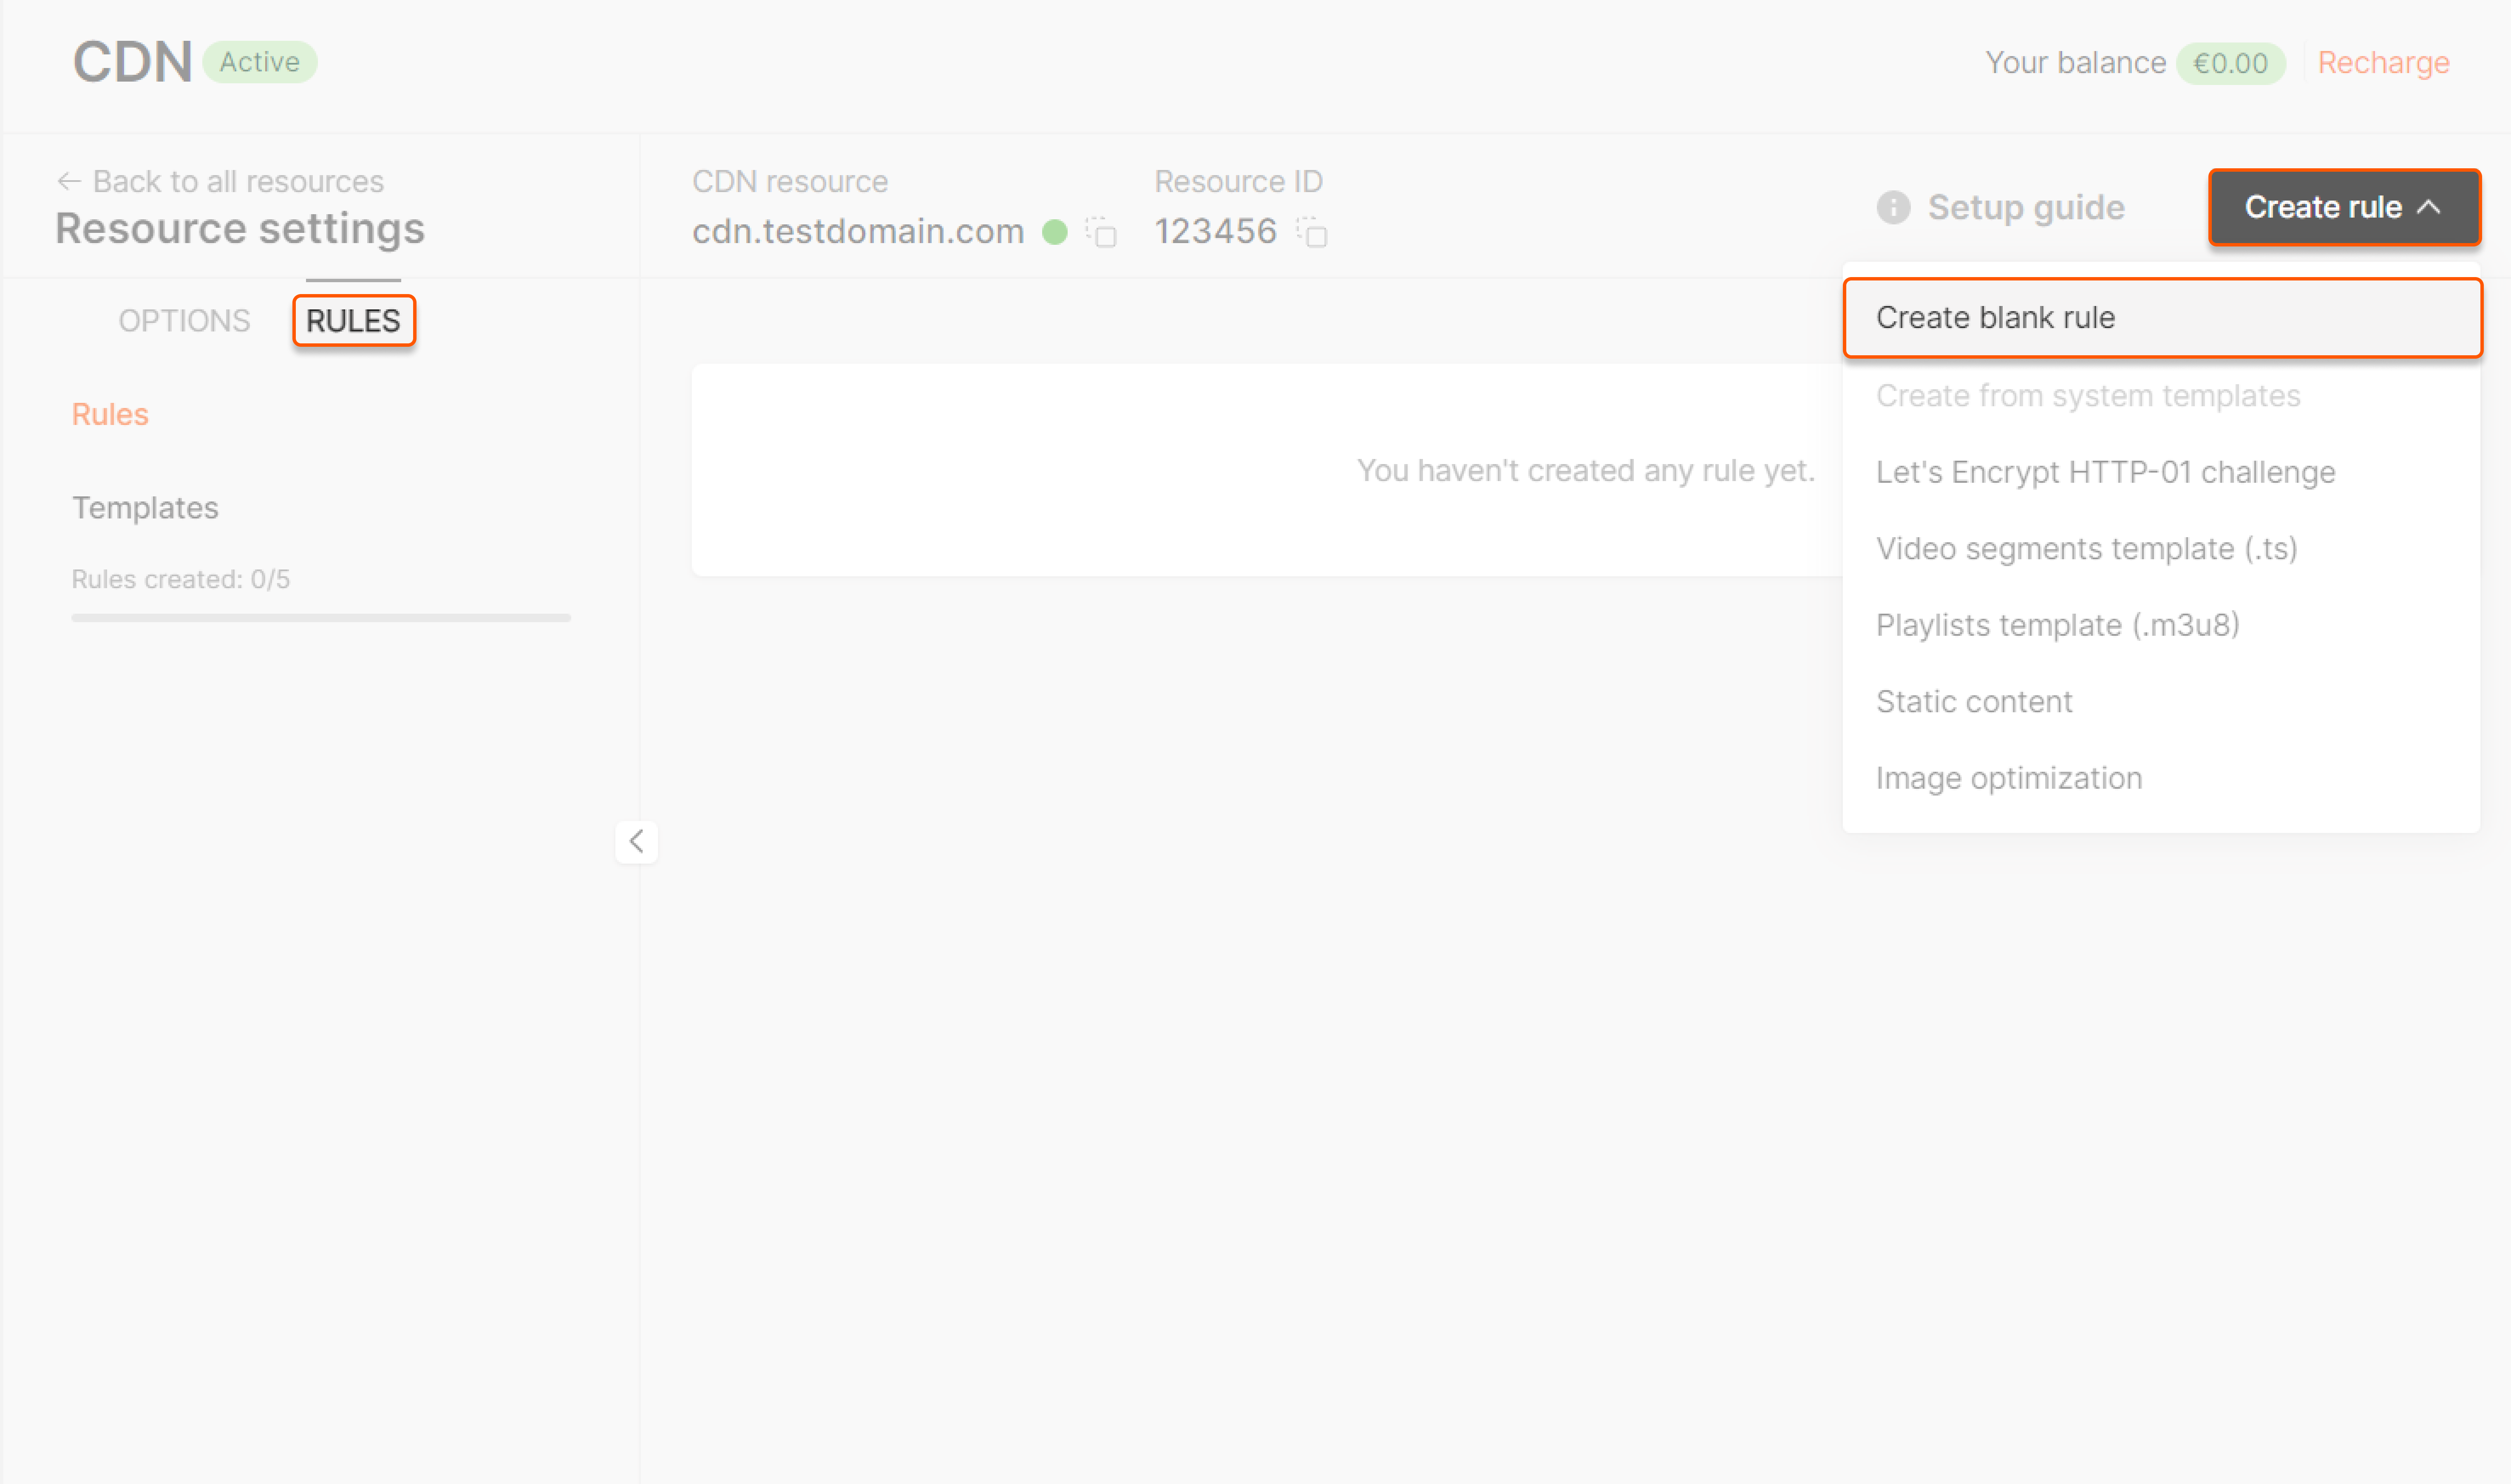 CDN Active
Your balance €0.00 Recharge
← Back to all resources
Resource settings
CDN resource
cdn.testdomain.com
Resource ID
123456
Setup guide
Create rule
OPTIONS RULES
Rules
Templates
Rules created: 0/5
You haven't created any rule yet.
Create blank rule
Create from system templates
Let's Encrypt HTTP-01 challenge
Video segments template (.ts)
Playlists template (.m3u8)
Static content
Image optimization